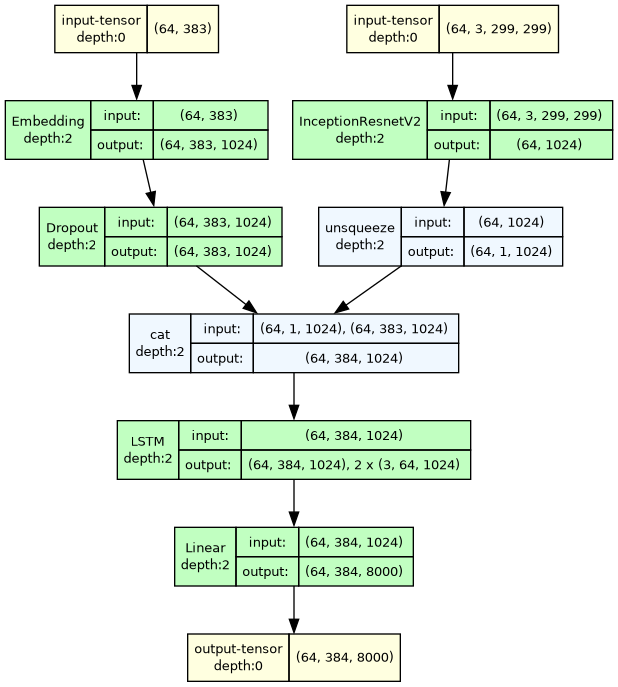 input-tensor
depth:0
(64, 383)
input-tensor
depth:0
(64, 3, 299, 299)
Embedding
depth:2
input:
(64, 383)
output:
(64, 383, 1024)
InceptionResnetV2
depth:2
input:
(64, 3, 299, 299)
output:
(64, 1024)
Dropout
depth:2
input:
(64, 383, 1024)
output:
(64, 383, 1024)
unsqueeze
depth:2
input:
(64, 1024)
output:
(64, 1, 1024)
cat
depth:2
input:
(64, 1, 1024), (64, 383, 1024)
output:
(64, 384, 1024)
LSTM
depth:2
input:
(64, 384, 1024)
output:
(64, 384, 1024), 2 x (3, 64, 1024)
Linear
depth:2
input:
(64, 384, 1024)
output:
(64, 384, 8000)
output-tensor
depth:0
(64, 384, 8000)